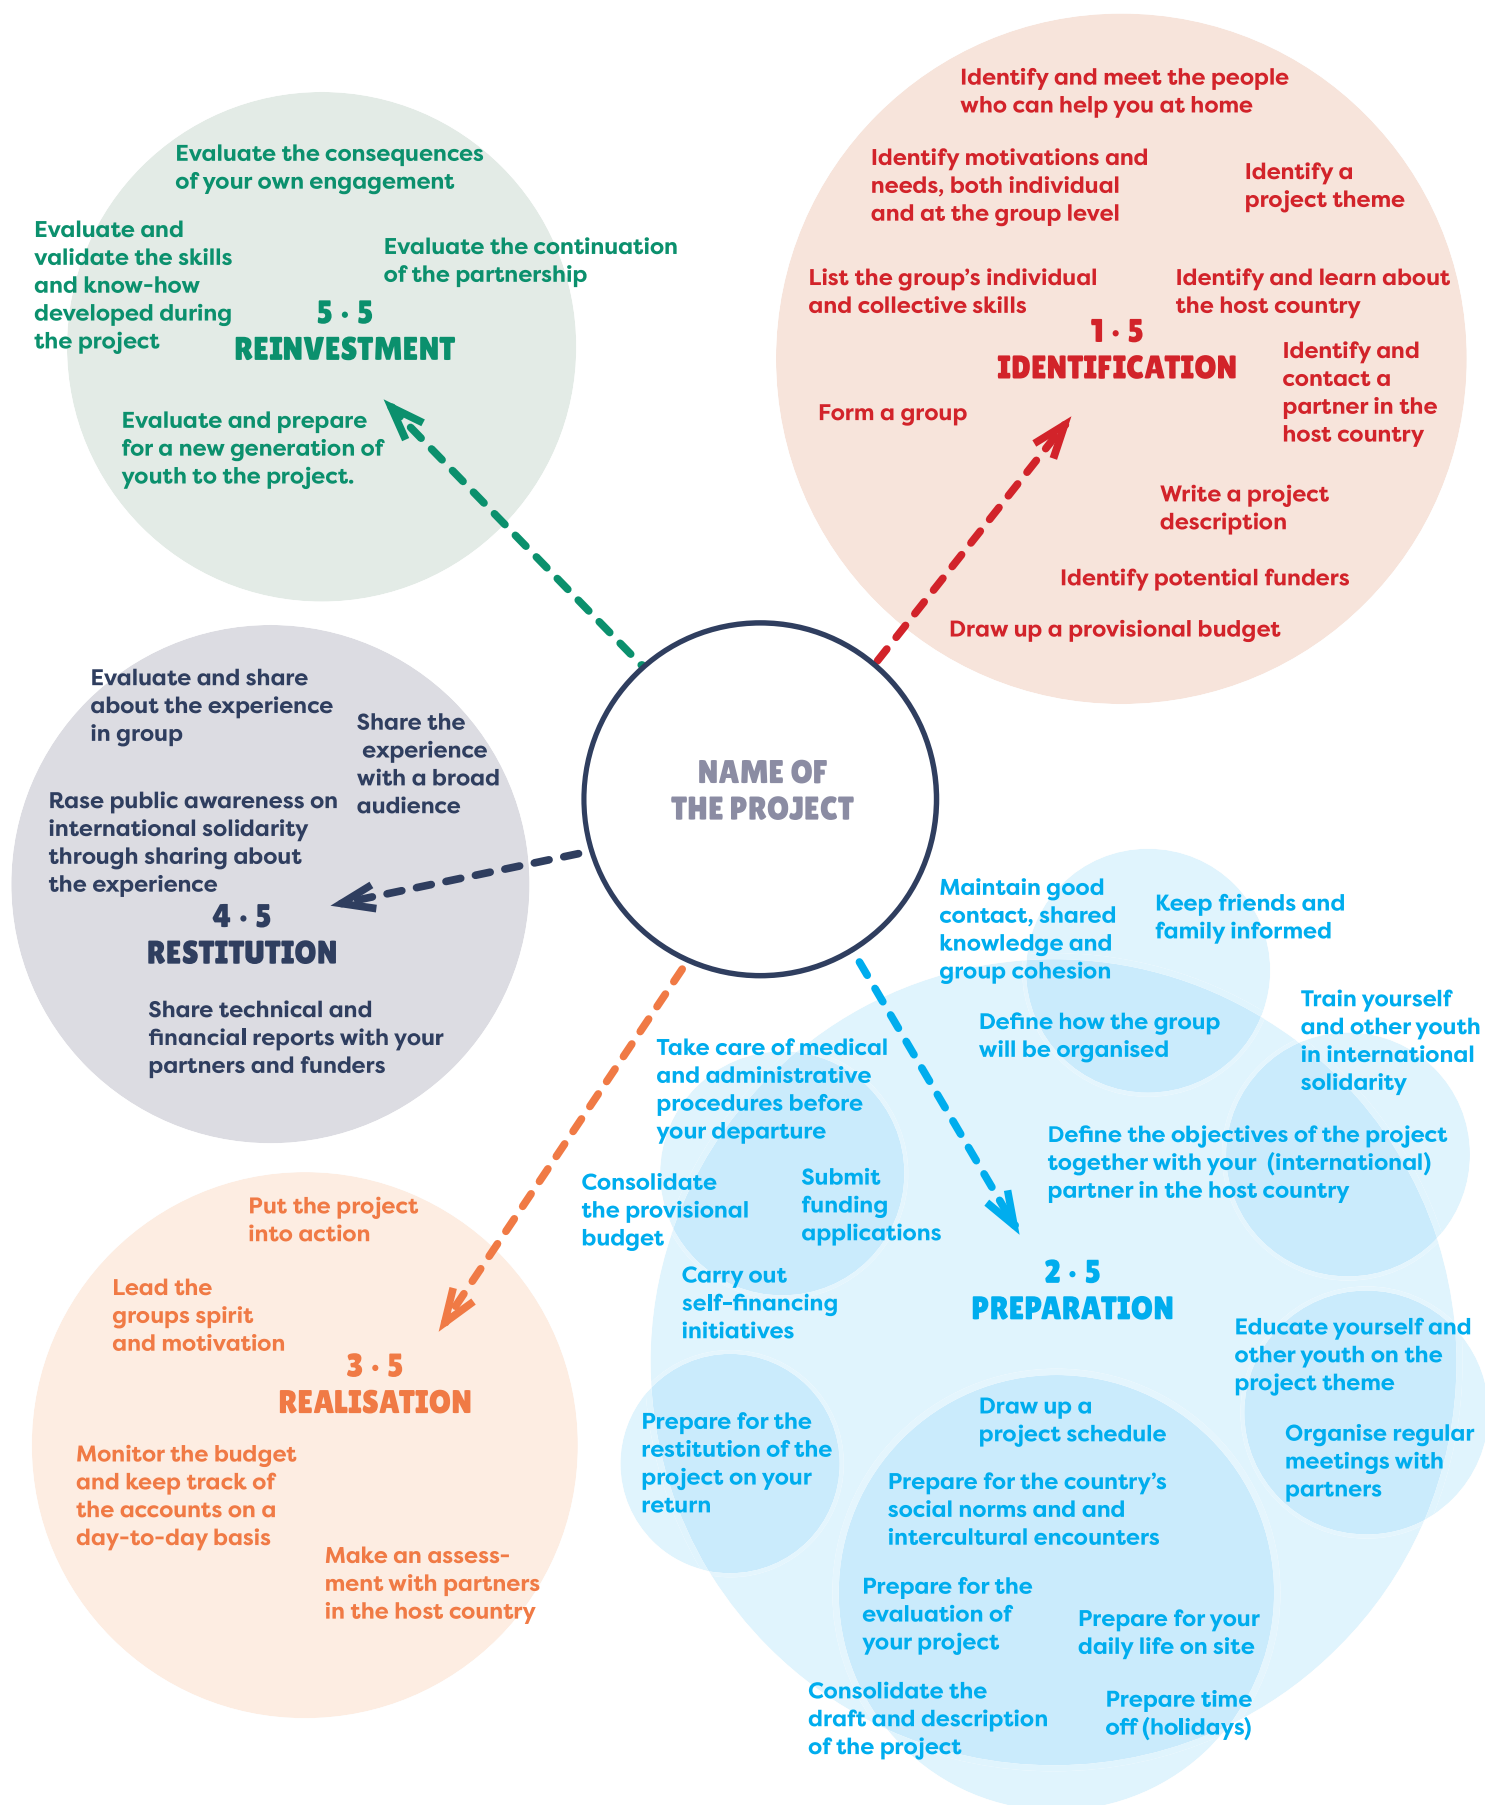 NAME OF
THE PROJECT
Identify and meet the people
who can help you at home
Identify motivations and
needs, both individual
and at the group level
Identify a
project theme
List the group's individual
and collective skills
Identify and learn about
the host country
1 · 5
IDENTIFICATION
Identify and
contact a
partner in the
host country
Form a group
Write a project
description
Identify potential funders
Draw up a provisional budget
Maintain good
contact, shared
knowledge and
group cohesion
Keep friends and
family informed
Define how the group
will be organised
Train yourself
and other youth
in international
solidarity
Take care of medical
and administrative
procedures before
your departure
Define the objectives of the project
together with your (international)
partner in the host country
Consolidate
the provisional
budget
Submit
funding
applications
Carry out
self-financing
initiatives
2 · 5
PREPARATION
Educate yourself and
other youth on the
project theme
Prepare for the
restitution of the
project on your
return
Draw up a
project schedule
Organise regular
meetings with
partners
Prepare for the country's
social norms and and
intercultural encounters
Prepare for the
evaluation of
your project
Prepare for your
daily life on site
Consolidate the
draft and description
of the project
Prepare time
off (holidays)
Put the project
into action
Lead the
groups spirit
and motivation
3 · 5
REALISATION
Monitor the budget
and keep track of
the accounts on a
day-to-day basis
Make an assess-
ment with partners
in the host country
Evaluate and share
about the experience
in group
Share the
experience
with a broad
audience
Rase public awareness on
international solidarity
through sharing about
the experience
4 · 5
RESTITUTION
Share technical and
financial reports with your
partners and funders
Evaluate the consequences
of your own engagement
Evaluate and
validate the skills
and know-how
developed during
the project
Evaluate the continuation
of the partnership
5 · 5
REINVESTMENT
Evaluate and prepare
for a new generation of
youth to the project.